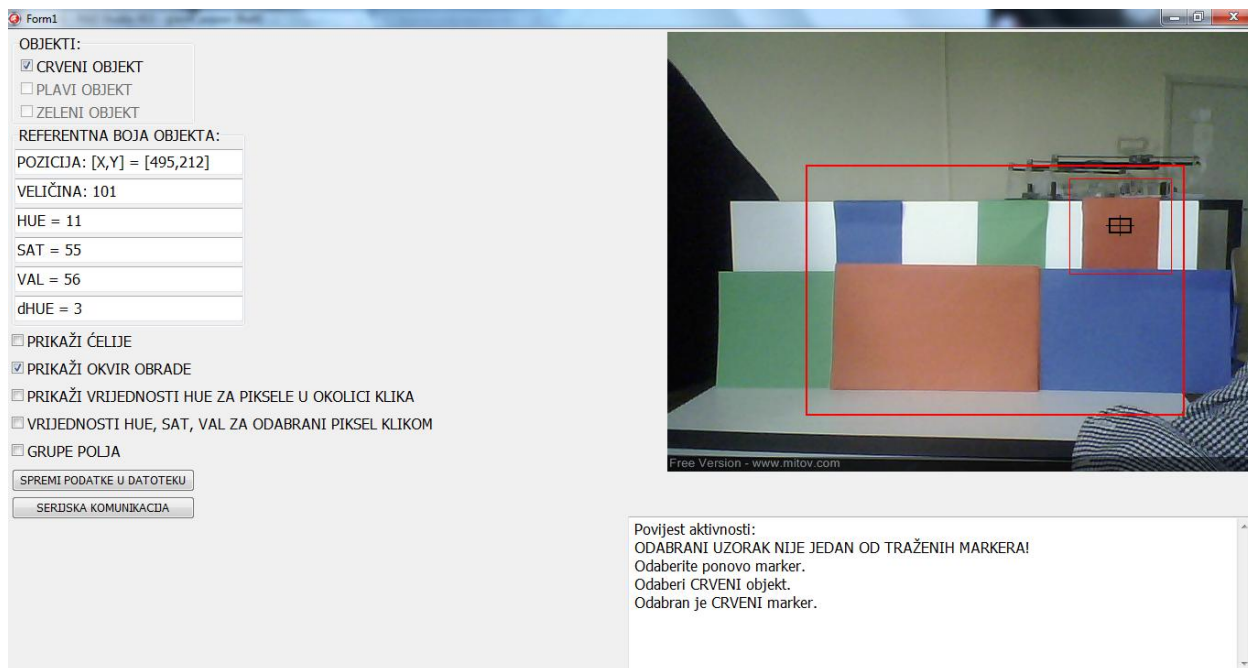 Form1
OBJEKTI:
CRVENI OBJEKT
PLAVI OBJEKT
ZELENI OBJEKT
REFERENTNA BOJA OBJEKTA:
POZICIJA: [X,Y] = [495,212]
VELIČINA: 101
HUE = 11
SAT = 55
VAL = 56
dHUE = 3
PRIKAŽI ĆELIJE
PRIKAŽI OKVIR OBRADE
PRIKAŽI VRIJEDNOSTI HUE ZA PIKSELE U OKOLICI KLIKA
VRIJEDNOSTI HUE, SAT, VAL ZA ODABRANI PIKSEL KLIKOM
GRUPE POLJA
SPREMI PODATKE U DATOTEKU
SERIJSKA KOMUNIKACIJA
Free Version - www.mitov.com
Povijest aktivnosti:
ODABRANI UZORAK NIJE JEDAN OD TRAŽENIH MARKERA!
Odaberite ponovo marker.
Odaberi CRVENI objekt.
Odabran je CRVENI marker.